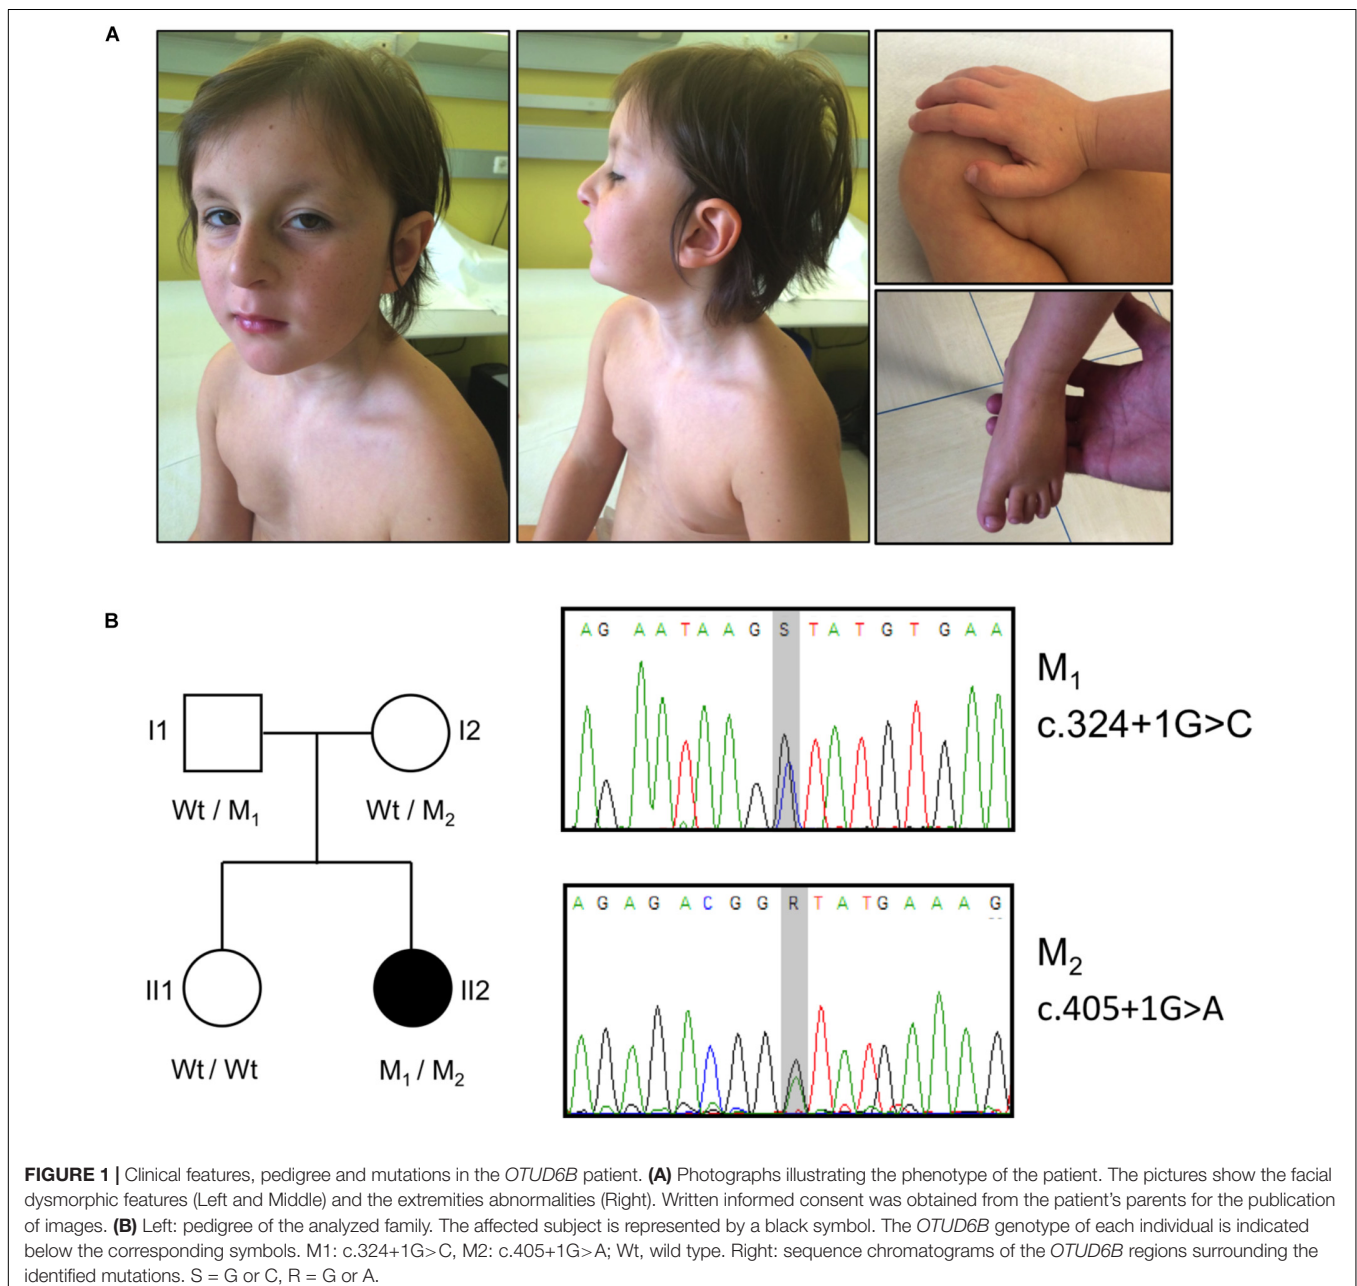 A
B
AG AATAAG S TATGTGAA
M1
c.324+1G>C
I1
I2
Wt / M1
Wt / M2
AGAGACGG R TATGAAAG
M2
c.405+1G>A
II1
II2
Wt / Wt
M1 / M2
FIGURE 1 | Clinical features, pedigree and mutations in the OTUD6B patient. (A) Photographs illustrating the phenotype of the patient. The pictures show the facial
dysmorphic features (Left and Middle) and the extremities abnormalities (Right). Written informed consent was obtained from the patient's parents for the publication
of images. (B) Left: pedigree of the analyzed family. The affected subject is represented by a black symbol. The OTUD6B genotype of each individual is indicated
below the corresponding symbols. M1: c.324+1G>C, M2: c.405+1G>A; Wt, wild type. Right: sequence chromatograms of the OTUD6B regions surrounding the
identified mutations. S = G or C, R = G or A.